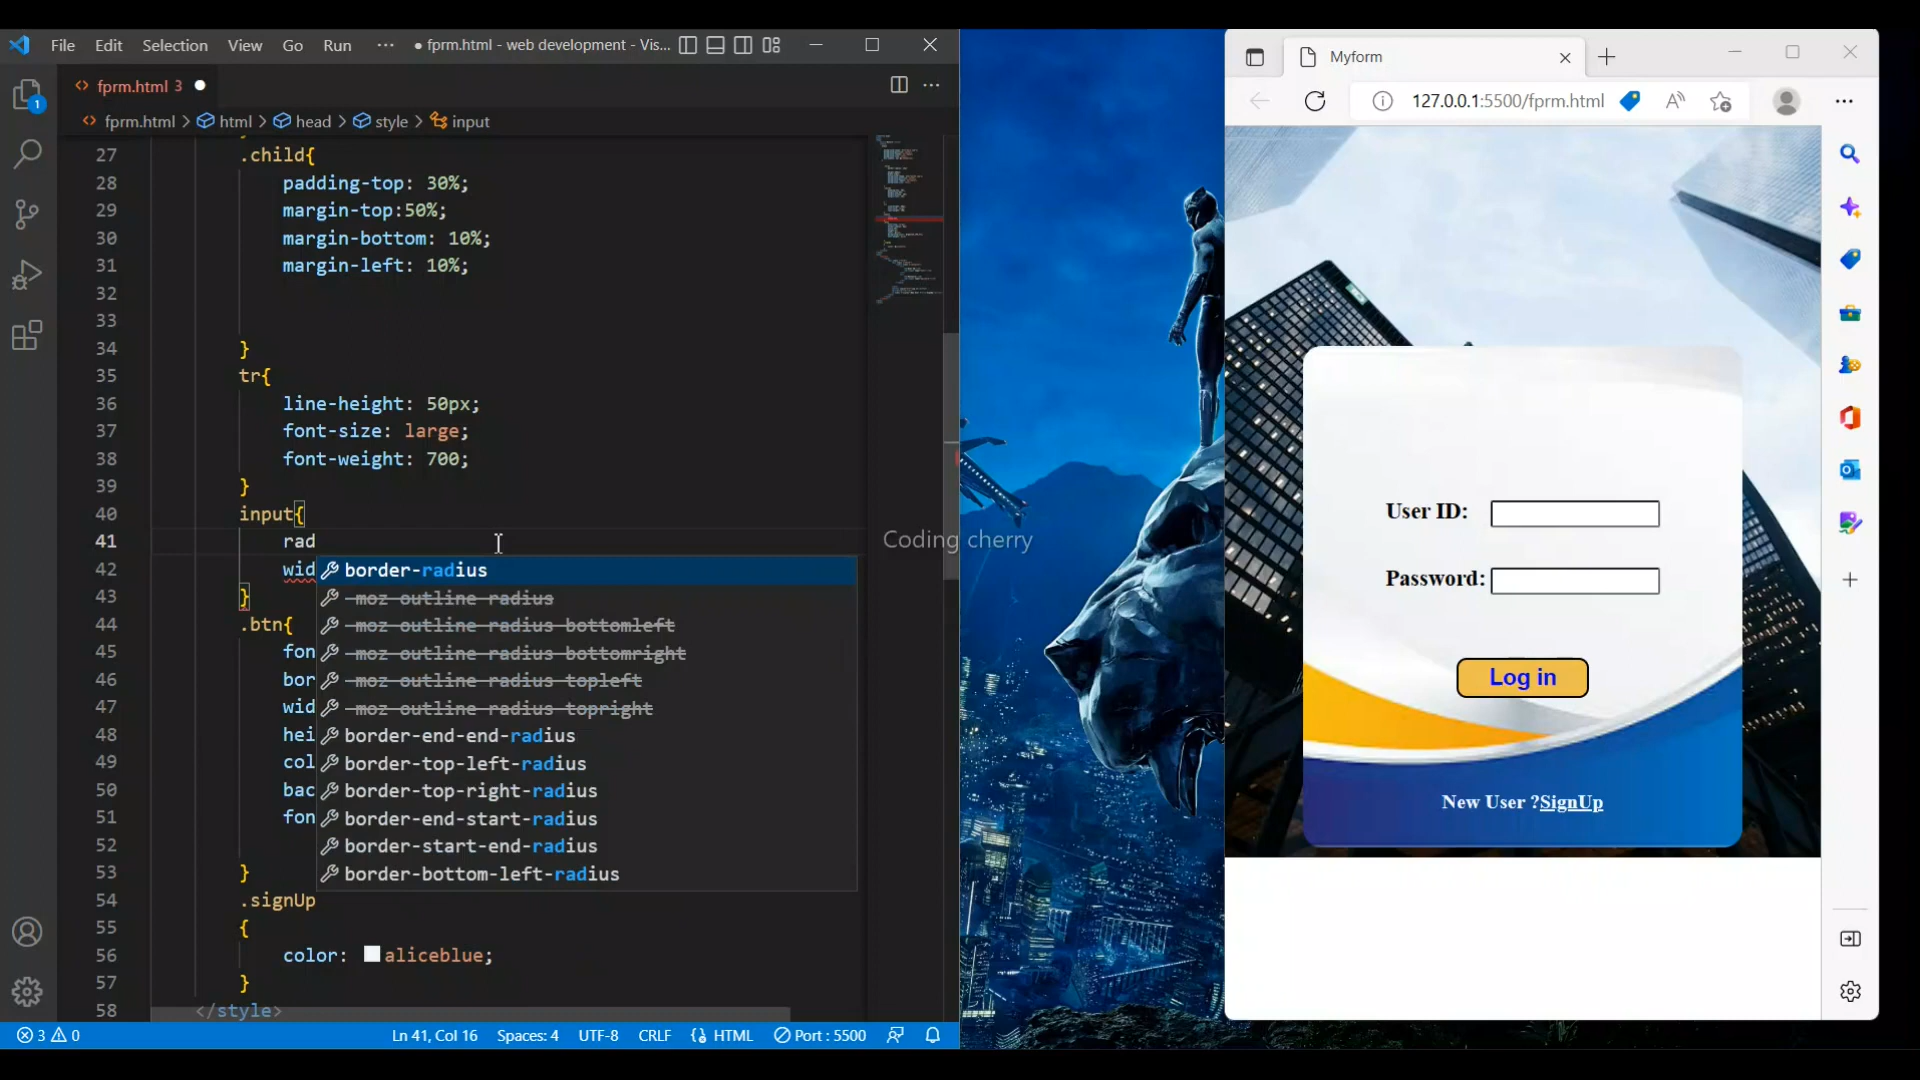 File Edit Selection View Go Run ··· ● fprm.html - web development - Vis...
<> fprm.html 3 ●
<> fprm.html > html > head > style > input
27 .child{
28 padding-top: 30%;
29 margin-top:50%;
30 margin-bottom: 10%;
31 margin-left: 10%;
32
33
34 }
35 tr{
36 line-height: 50px;
37 font-size: large;
38 font-weight: 700;
39 }
40 input{
41 rad
42 wid
43 }
44 .btn{
45 fon
46 bor
47 wid
48 hei
49 col
50 bac
51 fon
52
53 }
54 .signUp
55 {
56 color: aliceblue;
57 }
58 </style>
border-radius
-moz-outline-radius
-moz-outline-radius-bottomleft
-moz-outline-radius-bottomright
-moz-outline-radius-topleft
-moz-outline-radius-topright
border-end-end-radius
border-top-left-radius
border-top-right-radius
border-end-start-radius
border-start-end-radius
border-bottom-left-radius
1
3 0 Ln 41, Col 16 Spaces: 4 UTF-8 CRLF {} HTML Port : 5500
Coding cherry
Myform
127.0.0.1:5500/fprm.html
User ID:
Password:
Log in
New User ?SignUp